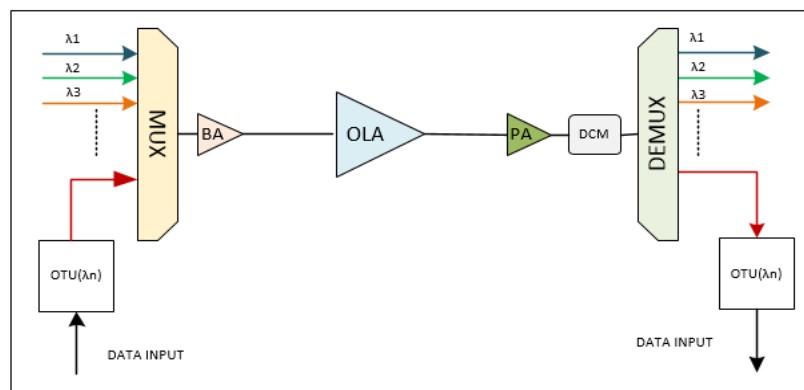 λ1
λ2
λ3
MUX
BA
OLA
PA
DCM
DEMUX
λ1
λ2
λ3
OTU(λn)
DATA INPUT
OTU(λn)
DATA INPUT